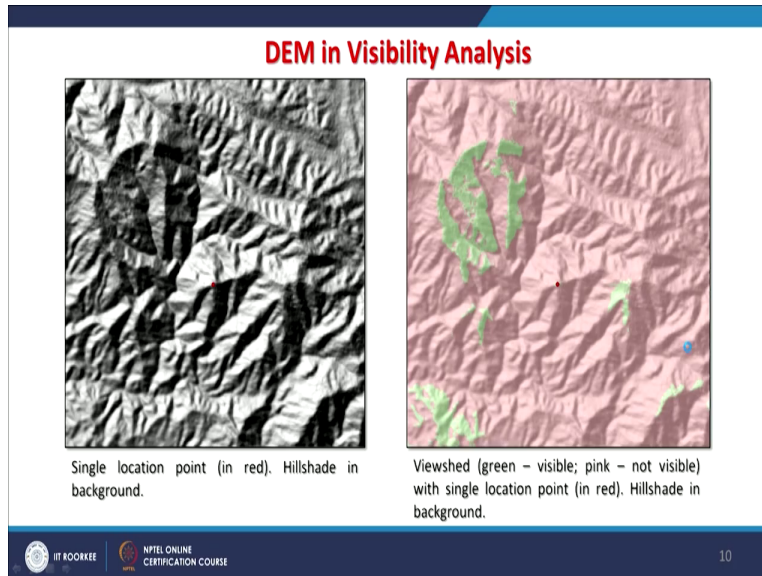 DEM in Visibility Analysis
Single location point (in red). Hillshade in
background.
Viewshed (green – visible; pink – not visible)
with single location point (in red). Hillshade in
background.
IIT ROORKEE
NPTEL
NPTEL ONLINE
CERTIFICATION COURSE
10